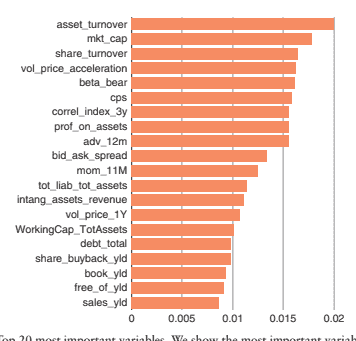 asset_turnover
mkt_cap
share_turnover
vol_price_acceleration
beta_bear
cps
correl_index_3y
prof_on_assets
adv_12m
bid_ask_spread
mom_11M
tot_liab_tot_assets
intang_assets_revenue
vol_price_1Y
WorkingCap_TotAssets
debt_total
share_buyback_yld
book_yld
free_of_yld
sales_yld
0 0.005 0.01 0.015 0.02
Top 20 most important variables. We show the most important variab